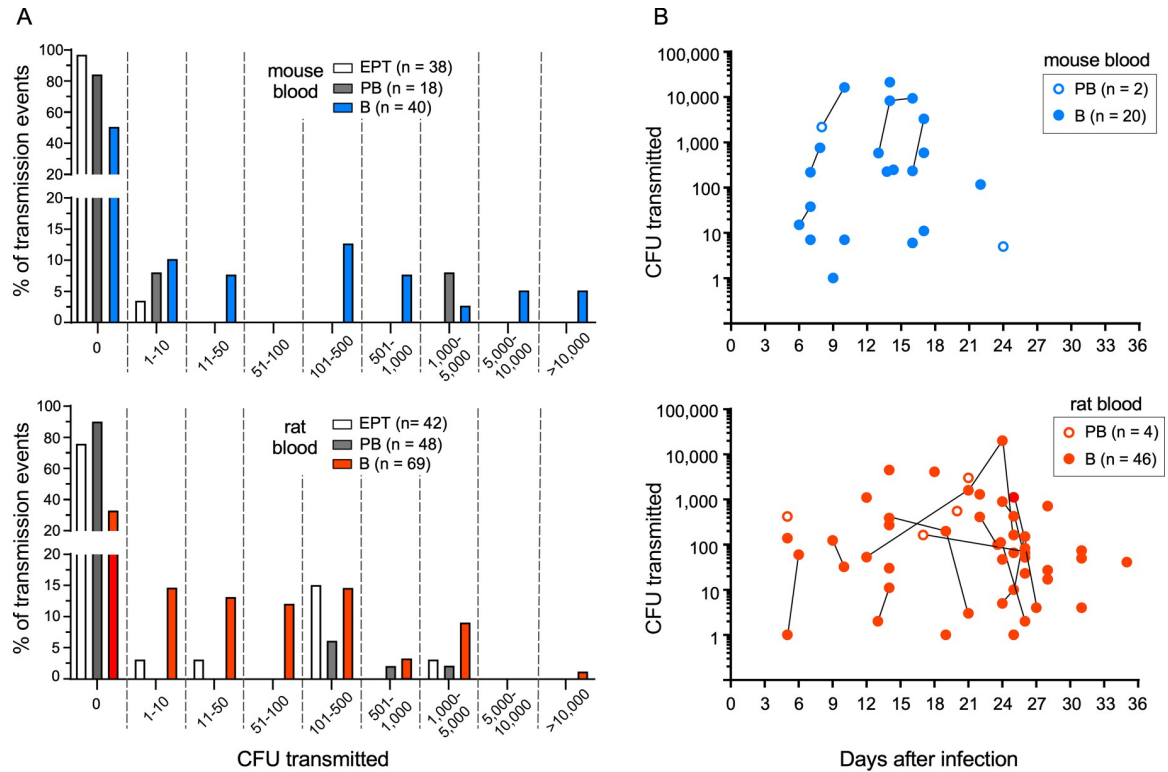 A
% of transmission events
100
80
60
40
20
20
15
10
5
0
mouse blood
EPT (n = 38)
PB (n = 18)
B (n = 40)
0
1-10
11-50
51-100
101-500
501-
1,000
1,000-
5,000
5,000-
10,000
>10,000
% of transmission events
100
80
60
40
20
20
15
10
5
0
rat
blood
EPT (n= 42)
PB (n = 48)
B (n = 69)
0
1-10
11-50
51-100
101-500
501-
1,000
1,000-
5,000
5,000-
10,000
>10,000
CFU transmitted
B
CFU transmitted
100,000
10,000
1,000
100
10
1
mouse blood
PB (n = 2)
B (n = 20)
0 3 6 9 12 15 18 21 24 27 30 33 36
CFU transmitted
100,000
10,000
1,000
100
10
1
rat blood
PB (n = 4)
B (n = 46)
0 3 6 9 12 15 18 21 24 27 30 33 36
Days after infection